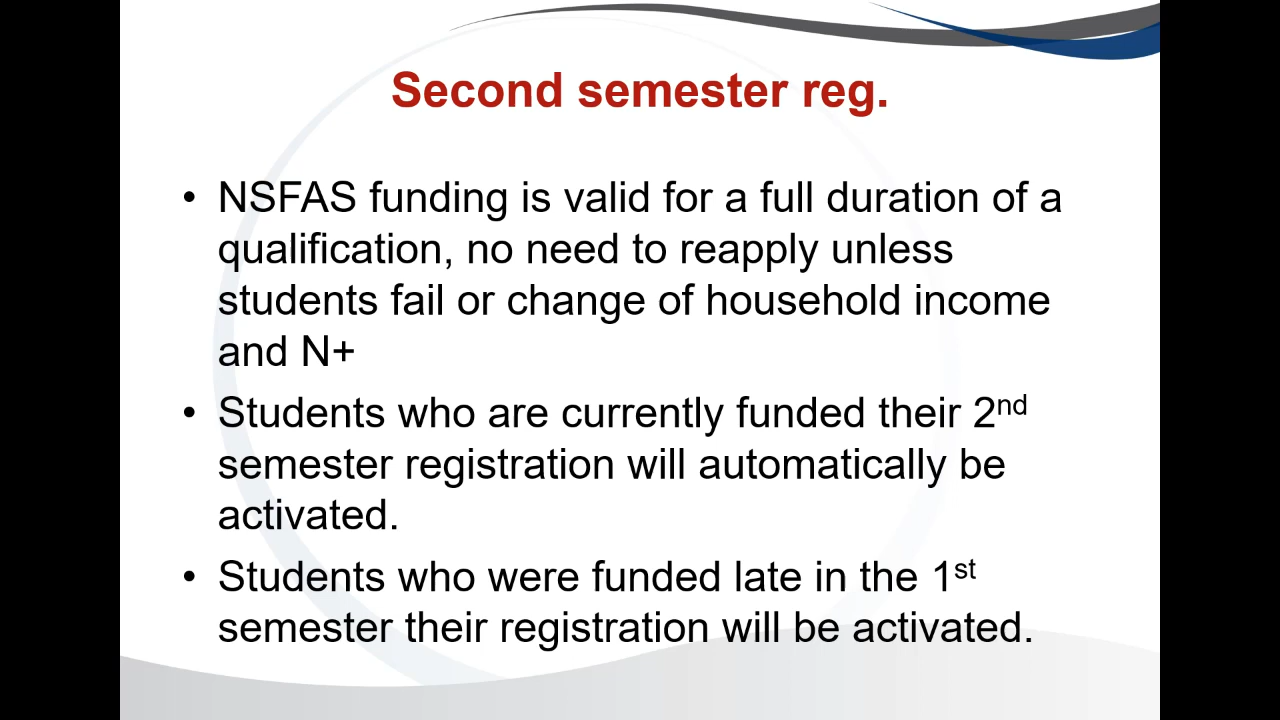 Second semester reg.
• NSFAS funding is valid for a full duration of a
qualification, no need to reapply unless
students fail or change of household income
and N+
• Students who are currently funded their 2nd
semester registration will automatically be
activated.
• Students who were funded late in the 1st
semester their registration will be activated.